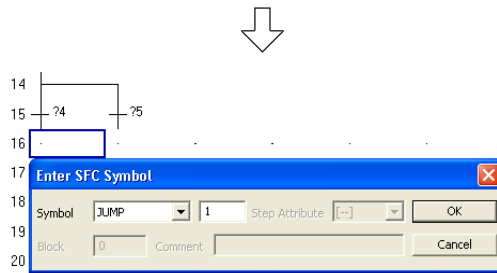 14
15 ?4 ?5
16
17 Enter SFC Symbol
18 Symbol JUMP 1 Step Attribute [--] OK
19
Block 0 Comment Cancel
20